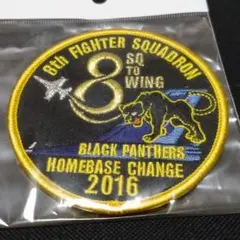 8th FIGHTER SQUADRON
8 SQ
TO
WING
BLACK PANTHERS
HOMEBASE CHANGE
2016